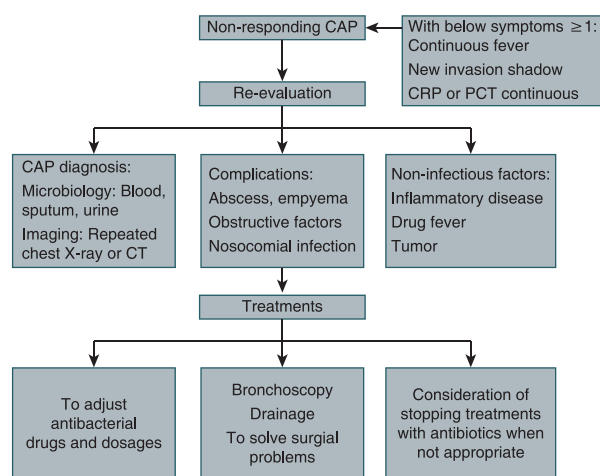 Non-responding CAP
With below symptoms ≥1:
Continuous fever
New invasion shadow
CRP or PCT continuous
Re-evaluation
CAP diagnosis:
Microbiology: Blood,
sputum, urine
Imaging: Repeated
chest X-ray or CT
Complications:
Abscess, empyema
Obstructive factors
Nosocomial infection
Non-infectious factors:
Inflammatory disease
Drug fever
Tumor
Treatments
To adjust
antibacterial
drugs and dosages
Bronchoscopy
Drainage
To solve surgial
problems
Consideration of
stopping treatments
with antibiotics when
not appropriate